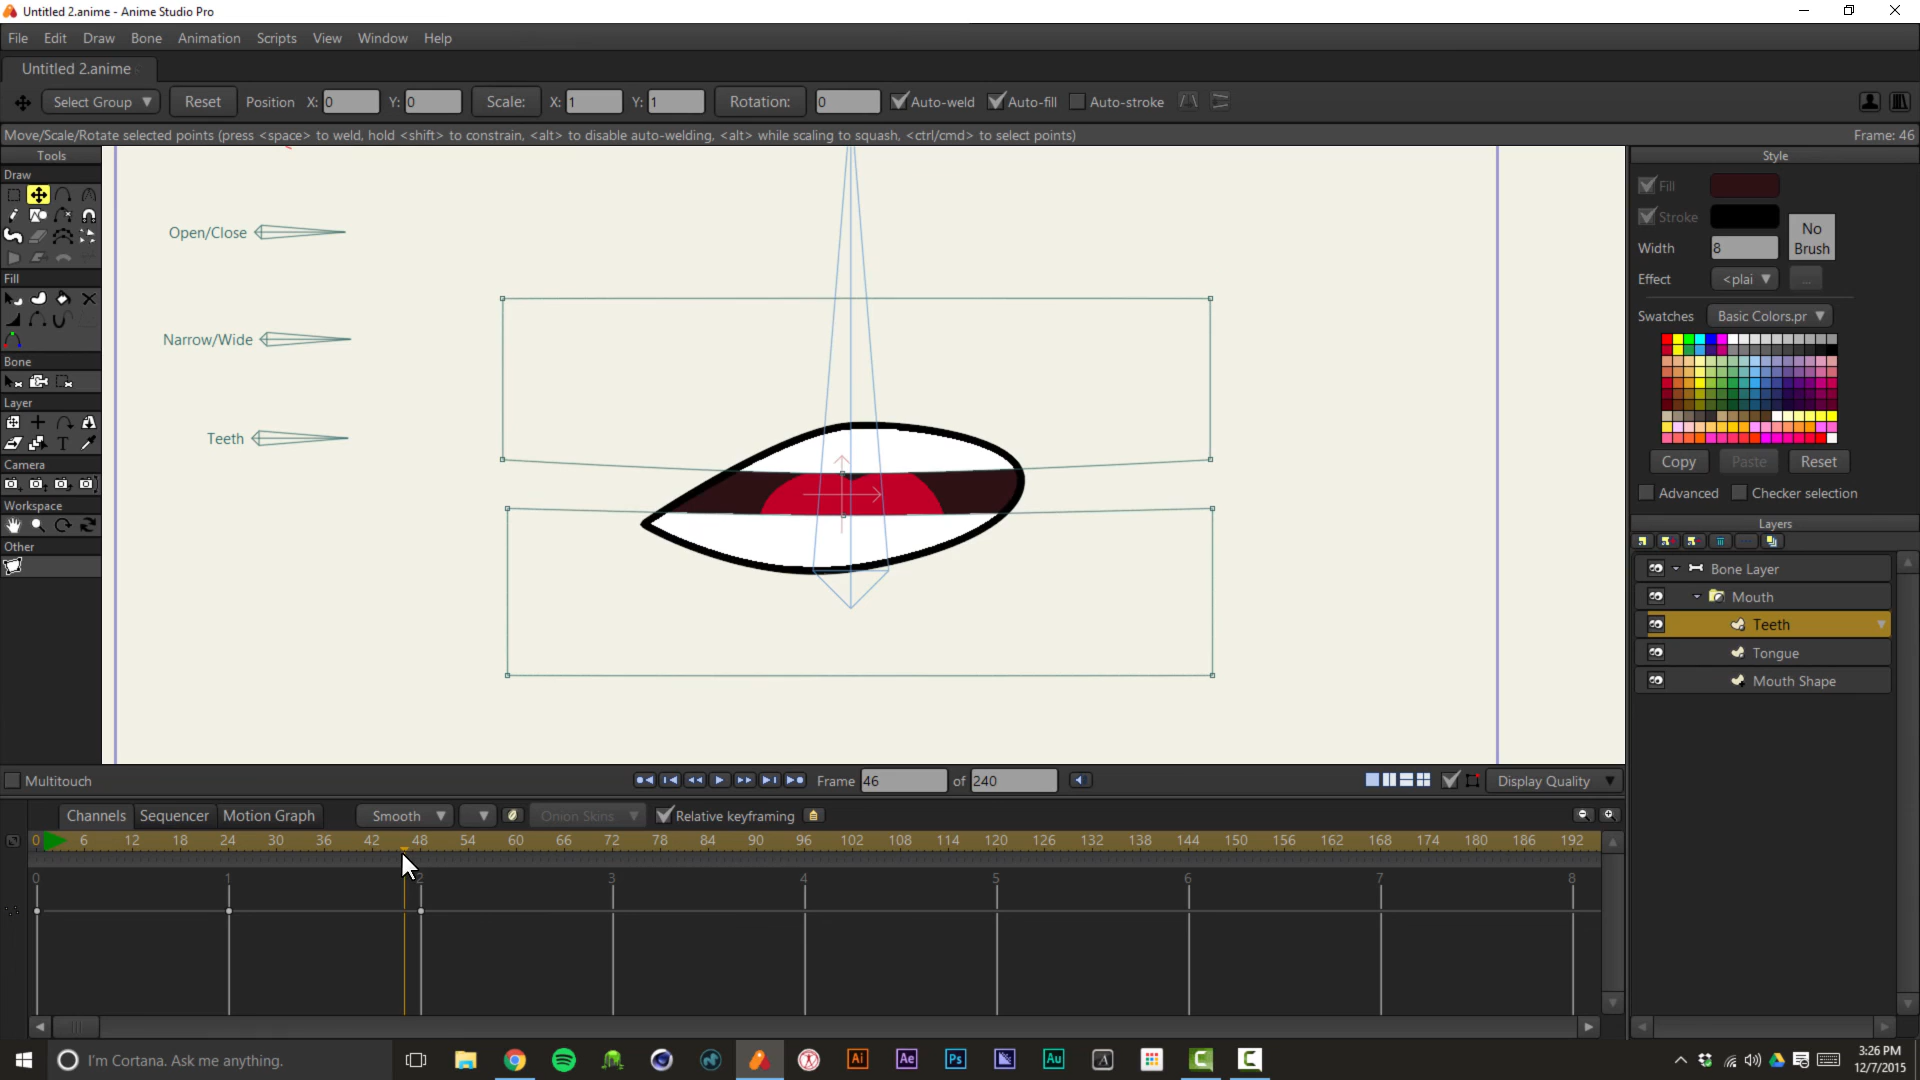 Untitled 2.anime - Anime Studio Pro
File Edit Draw Bone Animation Scripts View Window Help
Untitled 2.anime
Select Group Reset Position X: 0 Y: 0 Scale: X: 1 Y: 1 Rotation: 0 Auto-weld Auto-fill Auto-stroke
Move/Scale/Rotate selected points (press <space> to weld, hold <shift> to constrain, <alt> to disable auto-welding, <alt> while scaling to squash, <ctrl/cmd> to select points) Frame: 46
Tools
Draw
Fill
Bone
Layer
Camera
Workspace
Other
Open/Close
Narrow/Wide
Teeth
Style
Fill
Stroke
Width 8
No Brush
Effect <plai ...
Swatches Basic Colors.pr
Copy Paste Reset
Advanced Checker selection
Layers
Bone Layer
Mouth
Teeth
Tongue
Mouth Shape
Multitouch Frame 46 of 240 Display Quality
Channels Sequencer Motion Graph Smooth Onion Skins Relative keyframing
0 6 12 18 24 30 36 42 48 54 60 66 72 78 84 90 96 102 108 114 120 126 132 138 144 150 156 162 168 174 180 186 192
0 1 2 3 4 5 6 7 8
I'm Cortana. Ask me anything.
Ai Ae Ps Au A C C
3:26 PM
12/7/2015